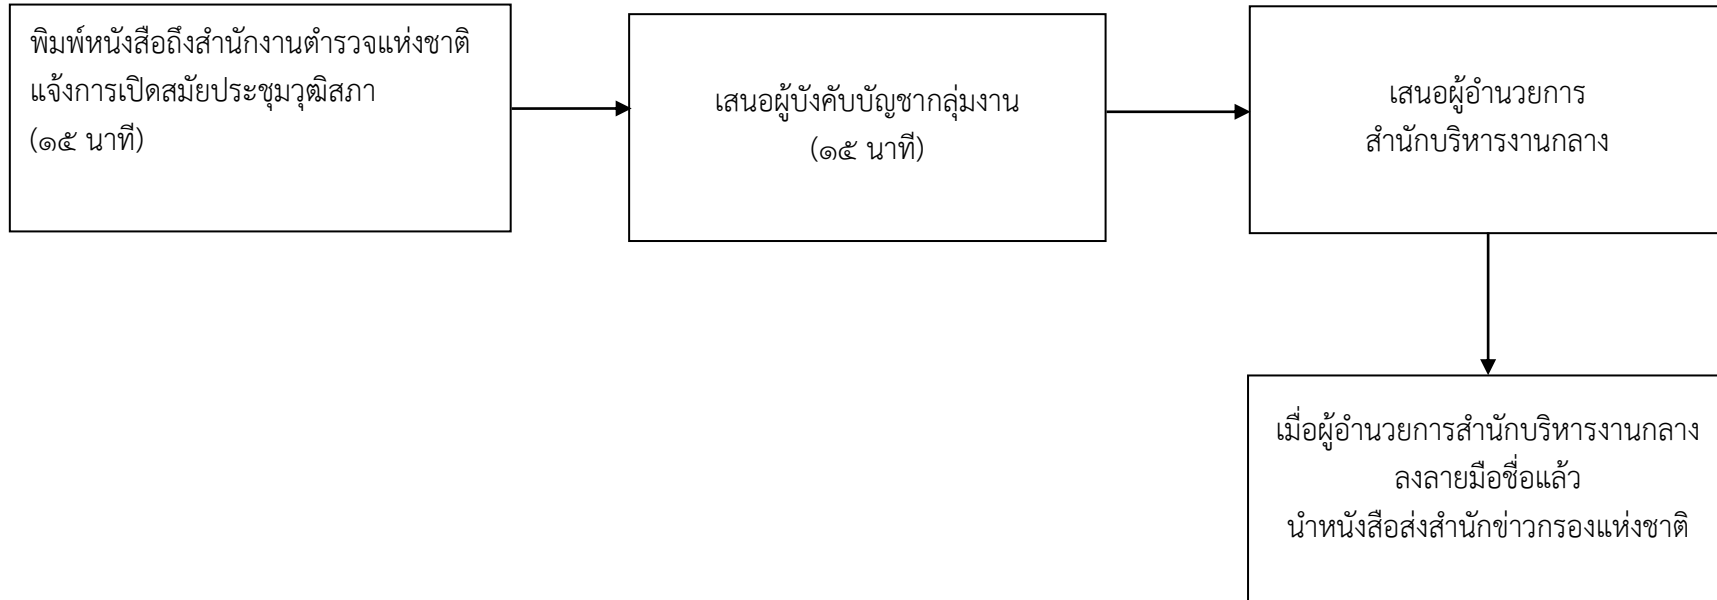 พิมพ์หนังสือถึงสำนักงานตำรวจแห่งชาติ
แจ้งการเปิดสมัยประชุมวุฒิสภา
(๑๕ นาที)
เสนอผู้บังคับบัญชากลุ่มงาน
(๑๕ นาที)
เสนอผู้อำนวยการ
สำนักบริหารงานกลาง
เมื่อผู้อำนวยการสำนักบริหารงานกลาง
ลงลายมือชื่อแล้ว
นำหนังสือส่งสำนักข่าวกรองแห่งชาติ